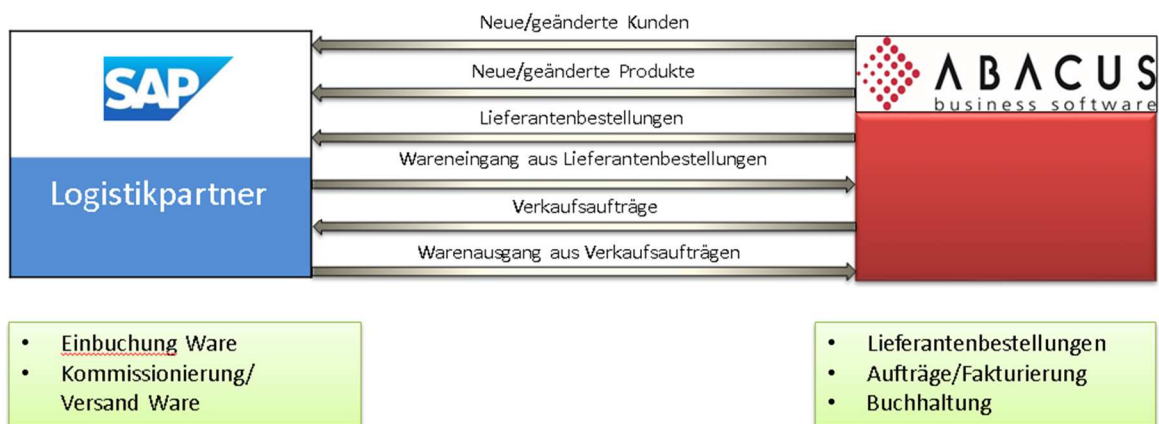 Neue/geänderte Kunden
SAP
ABACUS
business software
Neue/geänderte Produkte
Lieferantenbestellungen
Wareneingang aus Lieferantenbestellungen
Logistikpartner
Verkaufsaufträge
Warenausgang aus Verkaufsaufträgen
• Einbuchung Ware
• Kommissionierung/
Versand Ware
• Lieferantenbestellungen
• Aufträge/Fakturierung
• Buchhaltung